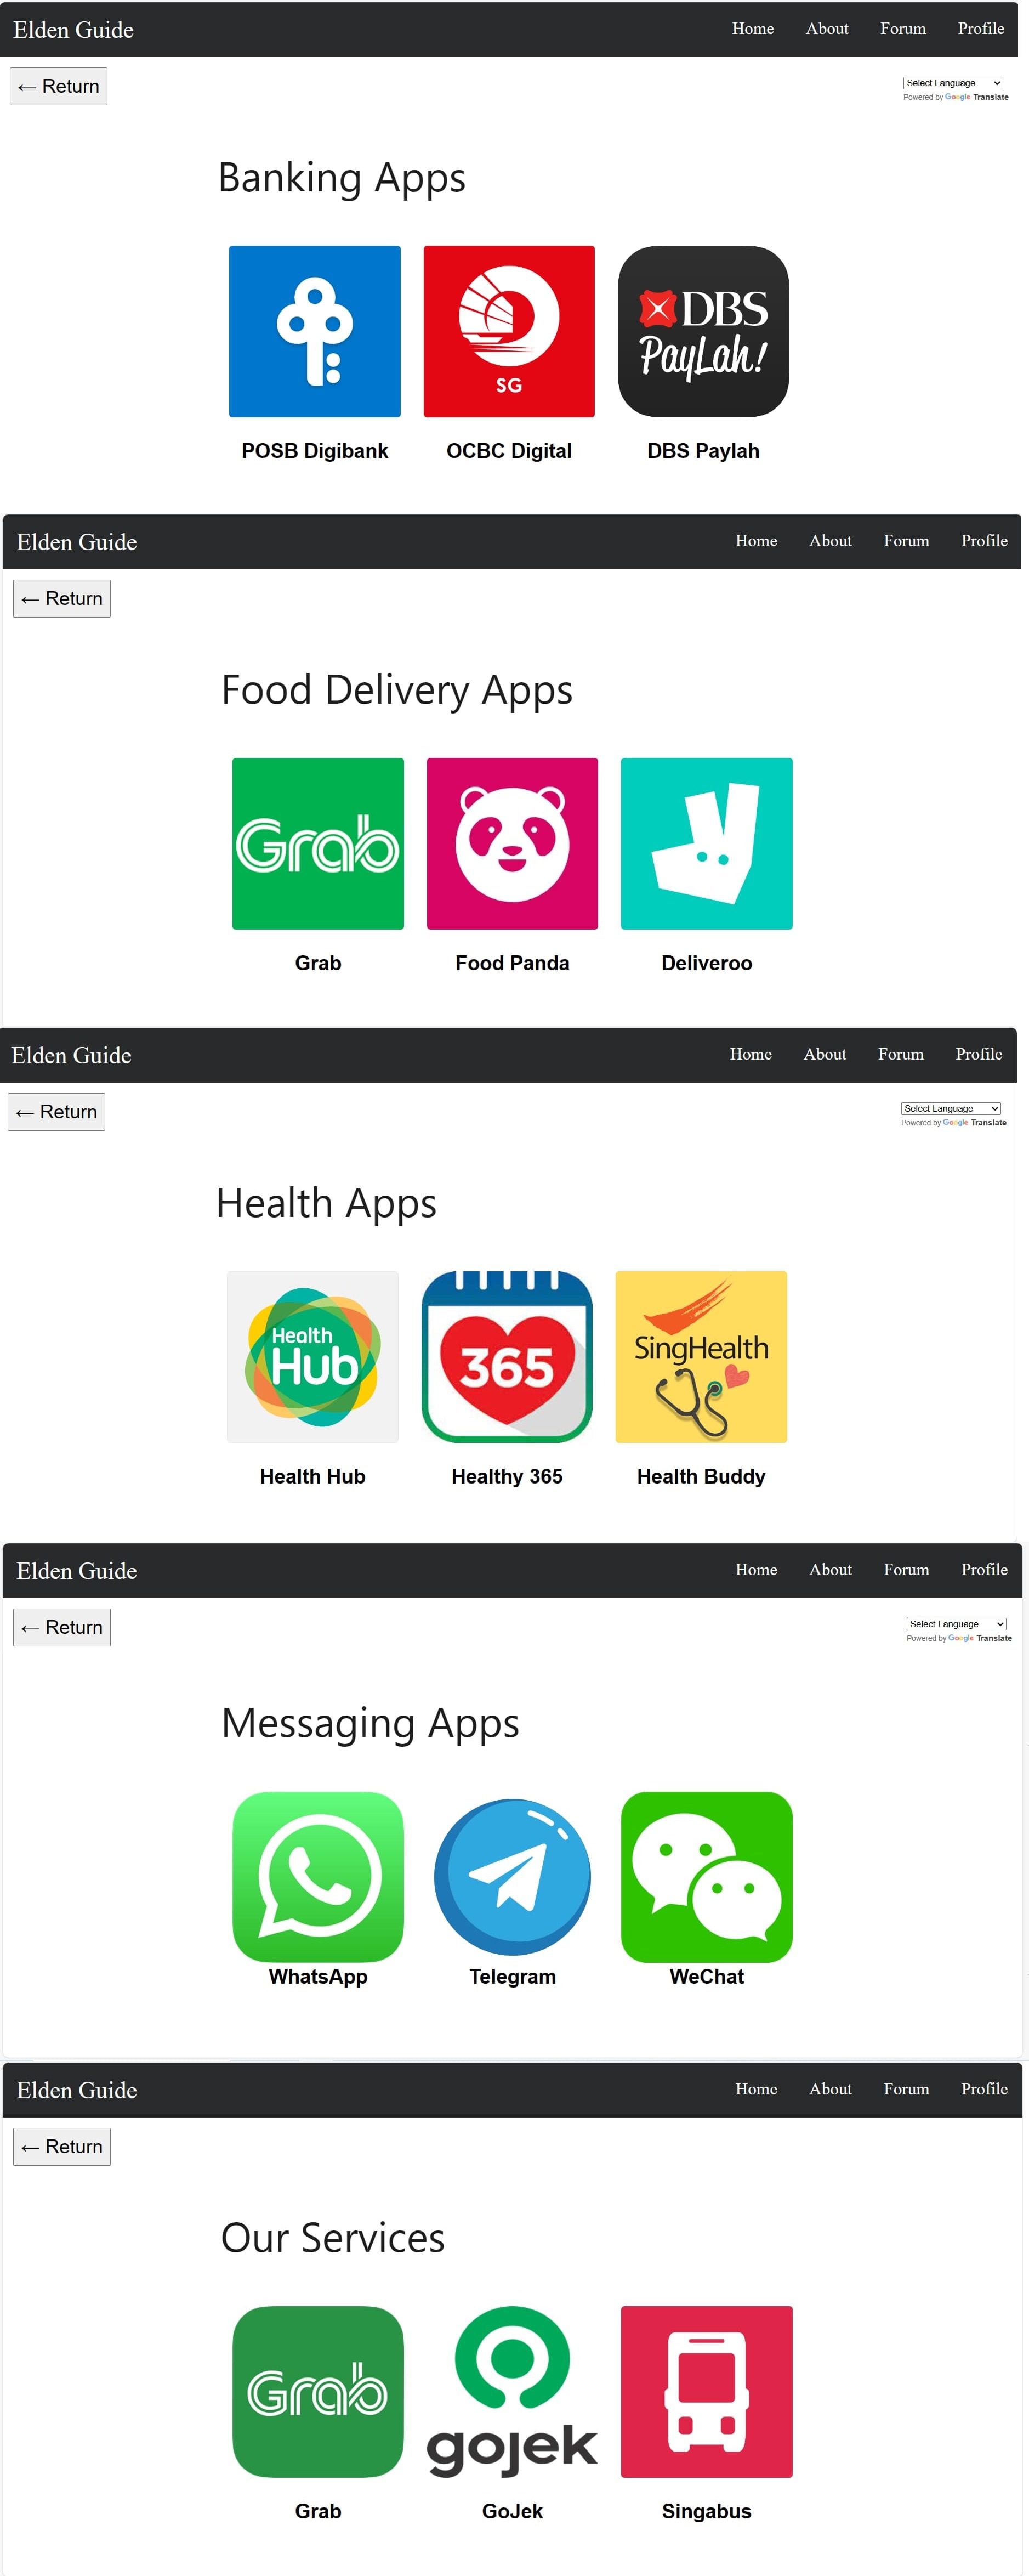 Elden Guide Home About Forum Profile
← Return Select Language
Powered by Google Translate
Banking Apps
SG
DBS
PayLah!
POSB Digibank OCBC Digital DBS Paylah
Elden Guide Home About Forum Profile
← Return
Food Delivery Apps
Grab
Grab Food Panda Deliveroo
Elden Guide Home About Forum Profile
← Return Select Language
Powered by Google Translate
Health Apps
Health
Hub
365
SingHealth
Health Hub Healthy 365 Health Buddy
Elden Guide Home About Forum Profile
← Return Select Language
Powered by Google Translate
Messaging Apps
WhatsApp Telegram WeChat
Elden Guide Home About Forum Profile
← Return
Our Services
Grab
gojek
Grab GoJek Singabus